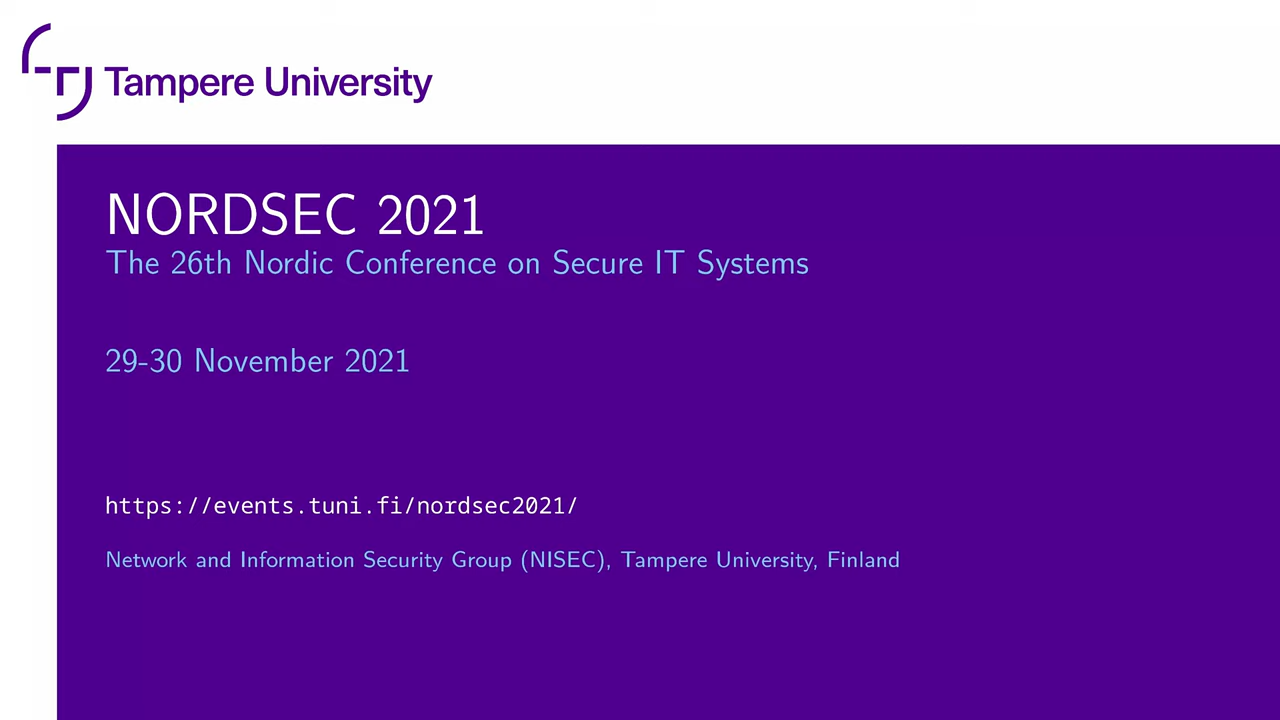 Tampere University
NORDSEC 2021
The 26th Nordic Conference on Secure IT Systems
29-30 November 2021
https://events.tuni.fi/nordsec2021/
Network and Information Security Group (NISEC), Tampere University, Finland